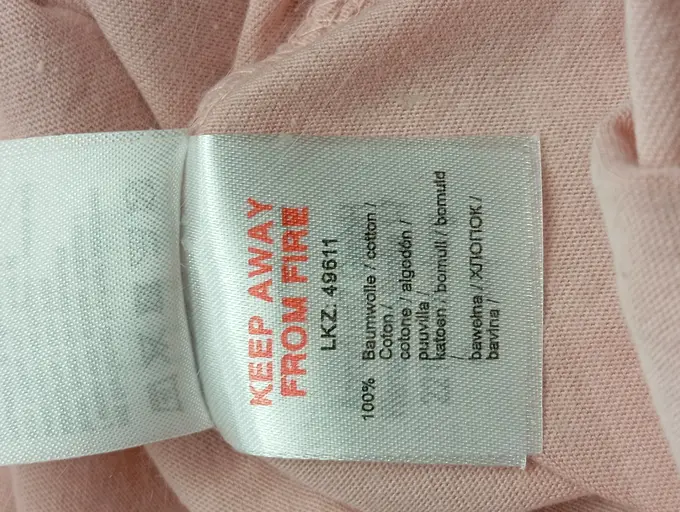 KEEP AWAY
FROM FIRE
LKZ: 49611
100% Baumwolle / cotton /
Coton /
cotone / algodón /
puuvilla /
katoen / bomull / bomuld
/
bawełna / ХЛОПОК /
bavlna /